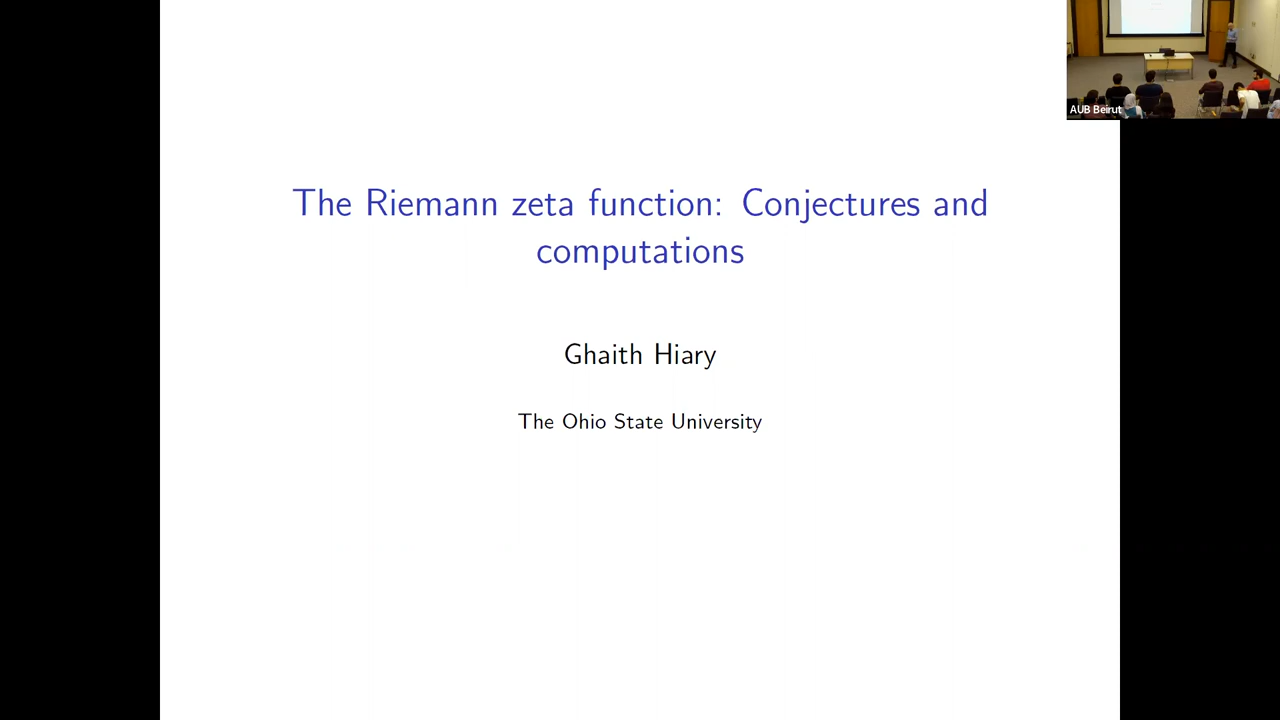 The Riemann zeta function: Conjectures and
computations
Ghaith Hiary
The Ohio State University
AUB Beirut